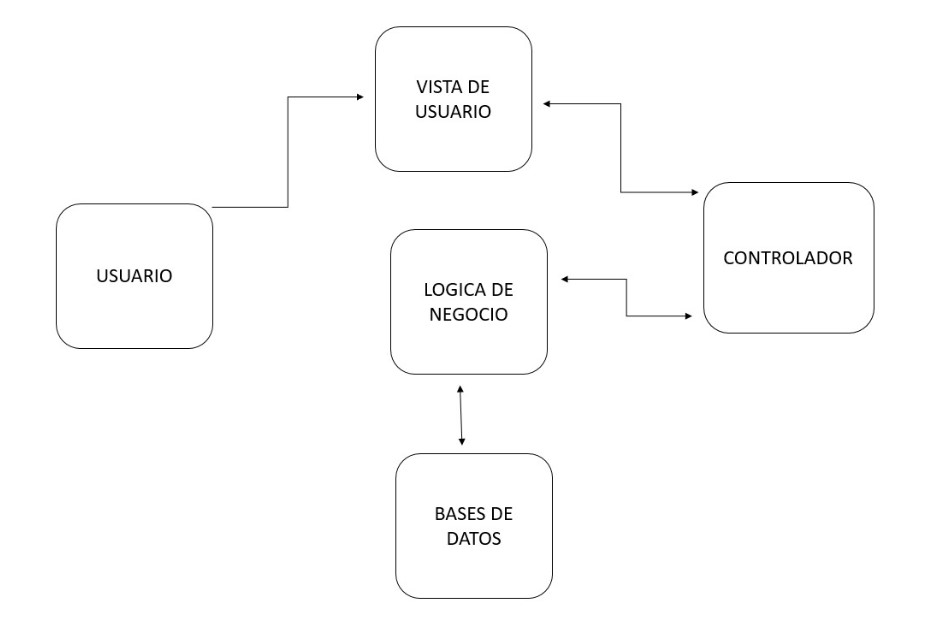 VISTA DE
USUARIO
USUARIO
LOGICA DE
NEGOCIO
CONTROLADOR
BASES DE
DATOS